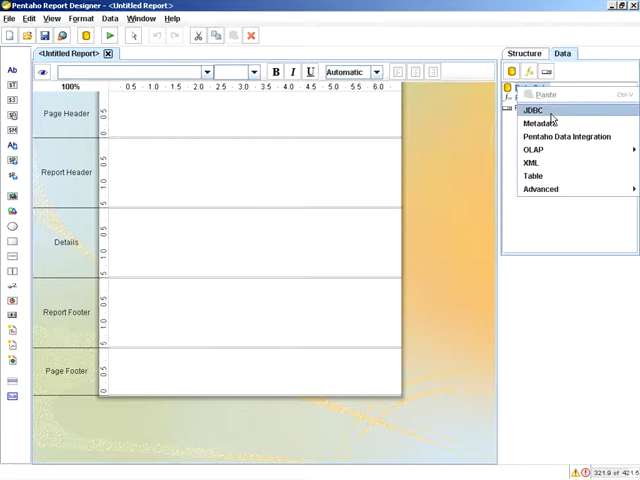 Pentaho Report Designer - <Untitled Report>
File Edit View Format Data Window Help
<Untitled Report>
Structure Data
B I U Automatic
100% 0.5 1.0 1.5 2.0 2.5 3.0 3.5 4.0 4.5 5.0 5.5 6.0
Paste Ctrl-V
JDBC
Metadata
Pentaho Data Integration
OLAP
XML
Table
Advanced
Page Header
Report Header
Details
Report Footer
Page Footer
321.9 of 421.5